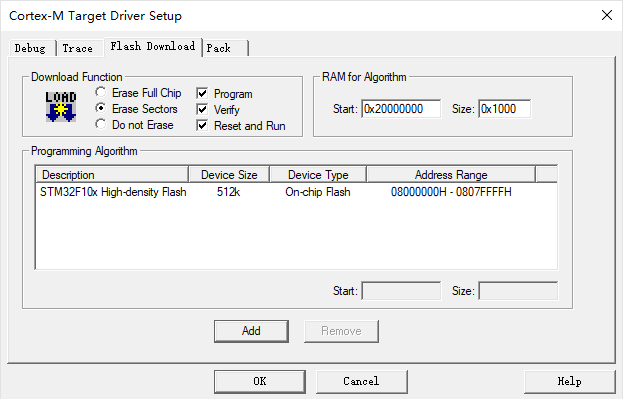 Cortex-M Target Driver Setup
Debug Trace Flash Download Pack
Download Function
LOAD
Erase Full Chip
Erase Sectors
Do not Erase
Program
Verify
Reset and Run
RAM for Algorithm
Start: 0x20000000 Size: 0x1000
Programming Algorithm
Description Device Size Device Type Address Range
STM32F10x High-density Flash 512k On-chip Flash 08000000H - 0807FFFFH
Start: Size:
Add Remove
OK Cancel Help